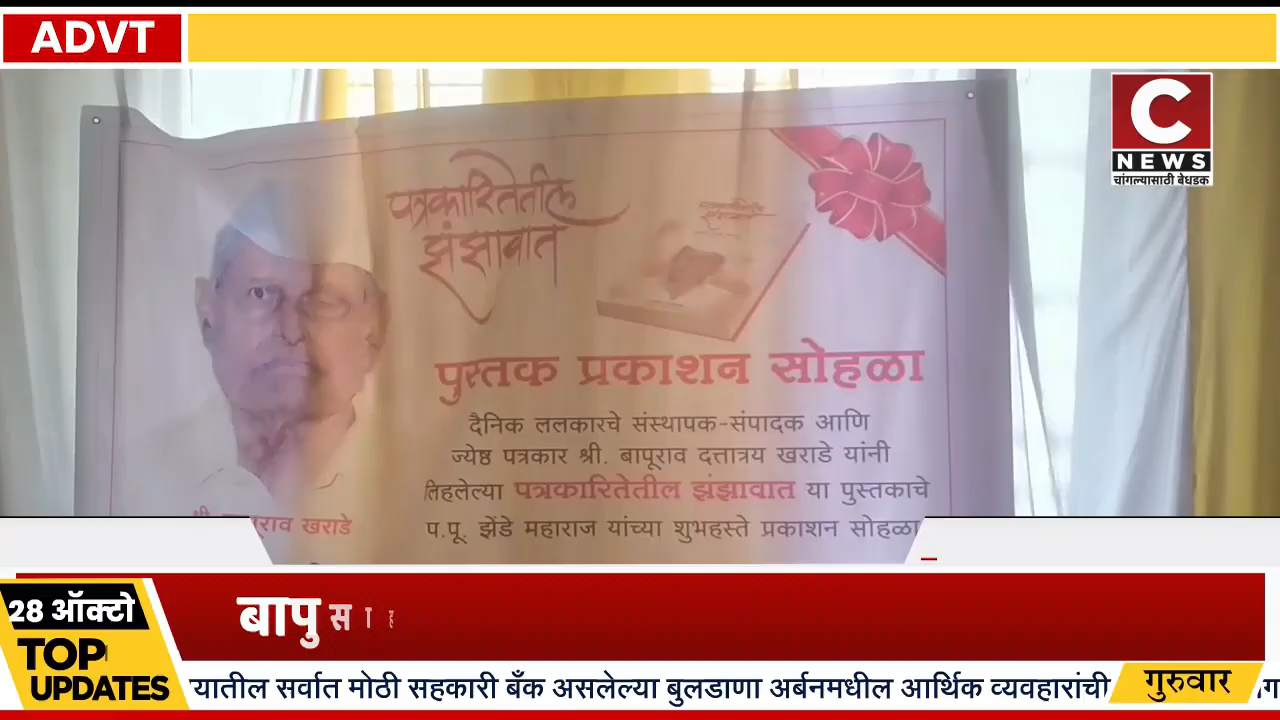 ADVT
C
NEWS
चांगल्यासाठी बेधडक
पत्रकारितेतील
झंझावात
पुस्तक प्रकाशन सोहळा
दैनिक ललकारचे संस्थापक-संपादक आणि
ज्येष्ठ पत्रकार श्री. बापूराव दत्तात्रय खराडे यांनी
लिहलेल्या पत्रकारितेतील झंझावात या पुस्तकाचे
प.पू. झेंडे महाराज यांच्या शुभहस्ते प्रकाशन सोहळा
खराडे
28 ऑक्टो
बापु
TOP
UPDATES
यातील सर्वात मोठी सहकारी बँक असलेल्या बुलडाणा अर्बनमधील आर्थिक व्यवहारांची
गुरुवार